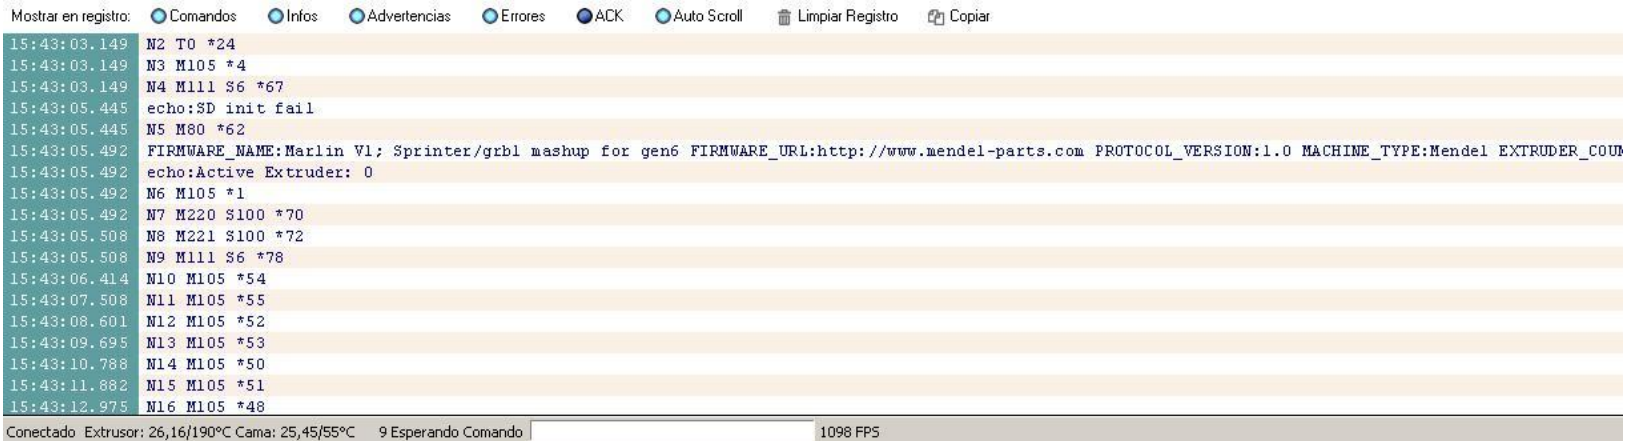 Mostrar en registro: Comandos Infos Advertencias Errores ACK Auto Scroll Limpiar Registro Copiar
15:43:03.149 N2 T0 *24
15:43:03.149 N3 M105 *4
15:43:03.149 N4 M111 S6 *67
15:43:05.445 echo:SD init fail
15:43:05.445 N5 M80 *62
15:43:05.492 FIRMWARE_NAME:Marlin V1; Sprinter/grbl mashup for gen6 FIRMWARE_URL:http://www.mendel-parts.com PROTOCOL_VERSION:1.0 MACHINE_TYPE:Mendel EXTRUDER_COUN
15:43:05.492 echo:Active Extruder: 0
15:43:05.492 N6 M105 *1
15:43:05.492 N7 M220 S100 *70
15:43:05.508 N8 M221 S100 *72
15:43:05.508 N9 M111 S6 *78
15:43:06.414 N10 M105 *54
15:43:07.508 N11 M105 *55
15:43:08.601 N12 M105 *52
15:43:09.695 N13 M105 *53
15:43:10.788 N14 M105 *50
15:43:11.882 N15 M105 *51
15:43:12.975 N16 M105 *48
Conectado Extrusor: 26,16/190°C Cama: 25,45/55°C 9 Esperando Comando 1098 FPS